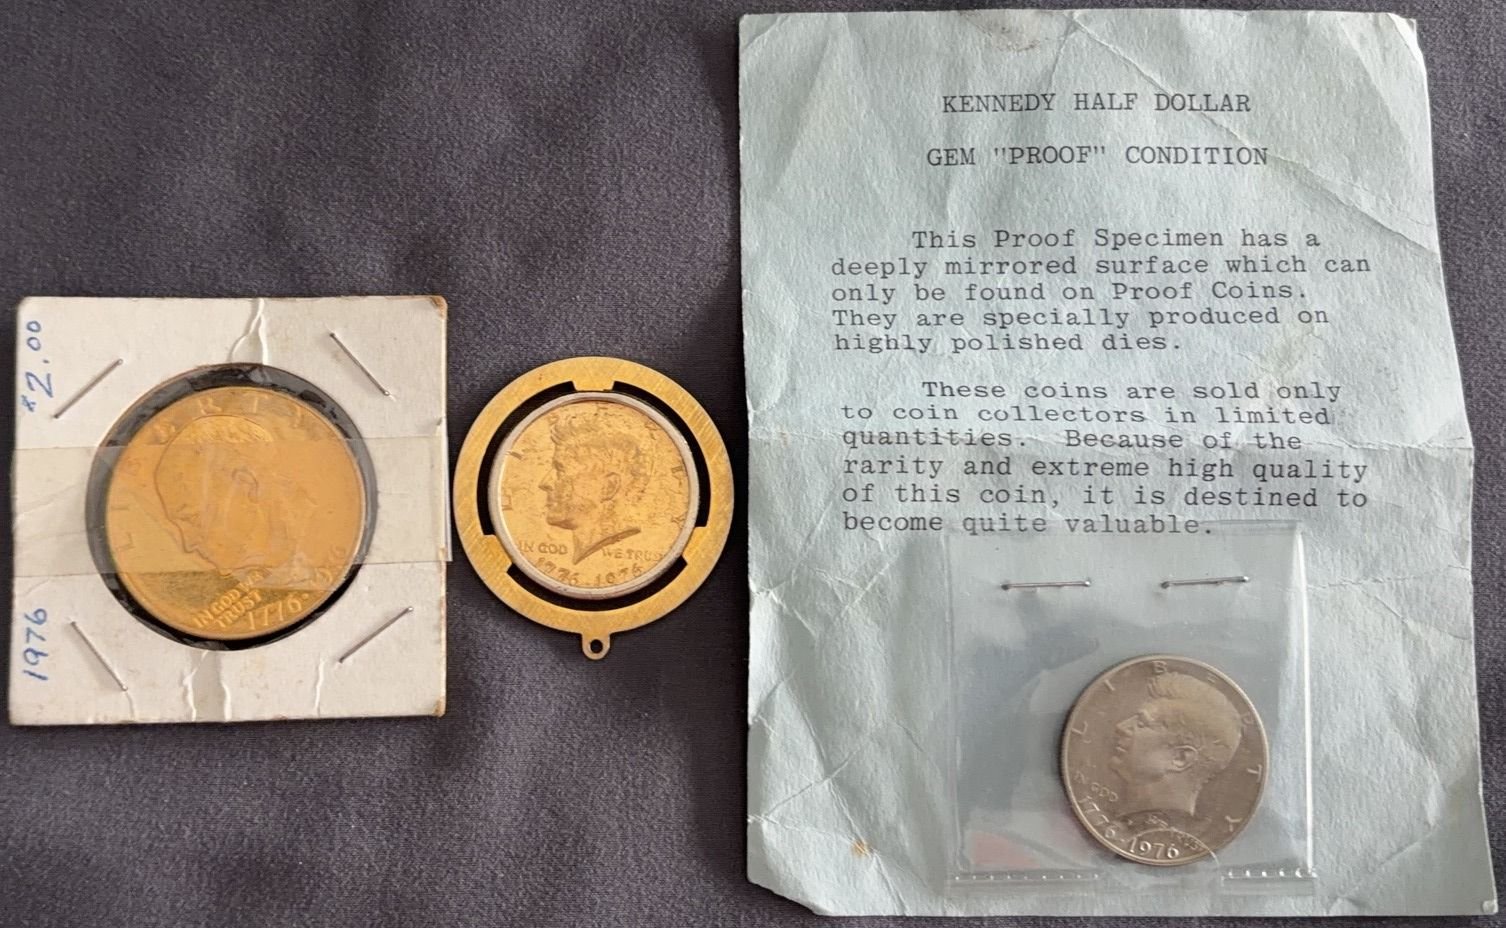 $2.00
1976
LIBERTY
IN GOD WE
TRUST
1776·1976
LIBERTY
IN GOD WE TRUST
1776·1976
KENNEDY HALF DOLLAR
GEM "PROOF" CONDITION
This Proof Specimen has a
deeply mirrored surface which can
only be found on Proof Coins.
They are specially produced on
highly polished dies.
These coins are sold only
to coin collectors in limited
quantities. Because of the
rarity and extreme high quality
of this coin, it is destined to
become quite valuable.
LIBERTY
IN GOD WE TRUST
1776·1976